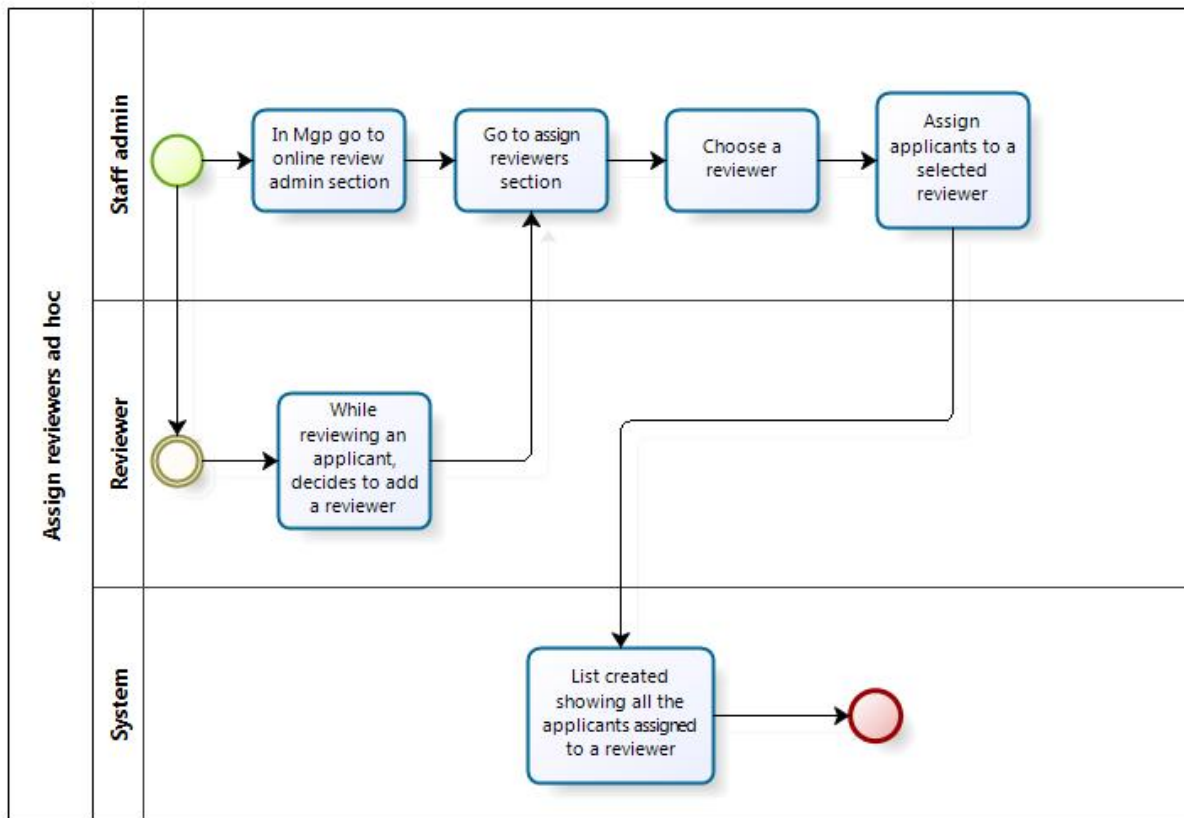 Assign reviewers ad hoc
Staff admin
In Mgp go to
online review
admin section
Go to assign
reviewers
section
Choose a
reviewer
Assign
applicants to a
selected
reviewer
Reviewer
While
reviewing an
applicant,
decides to add
a reviewer
System
List created
showing all the
applicants assigned
to a reviewer